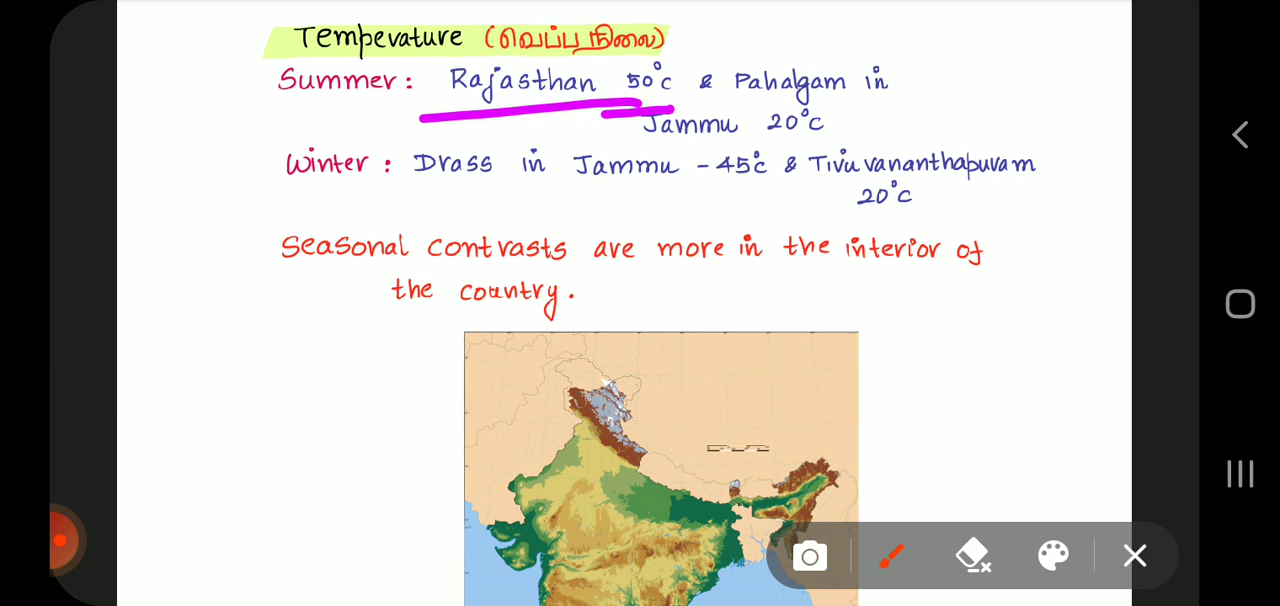 Temperature (வெப்பநிலை)
Summer: Rajasthan 50°c & Pahalgam in
Jammu 20°c
Winter: Drass in Jammu -45°c & Tiruvananthapuram
20°c
Seasonal contrasts are more in the interior of
the country.